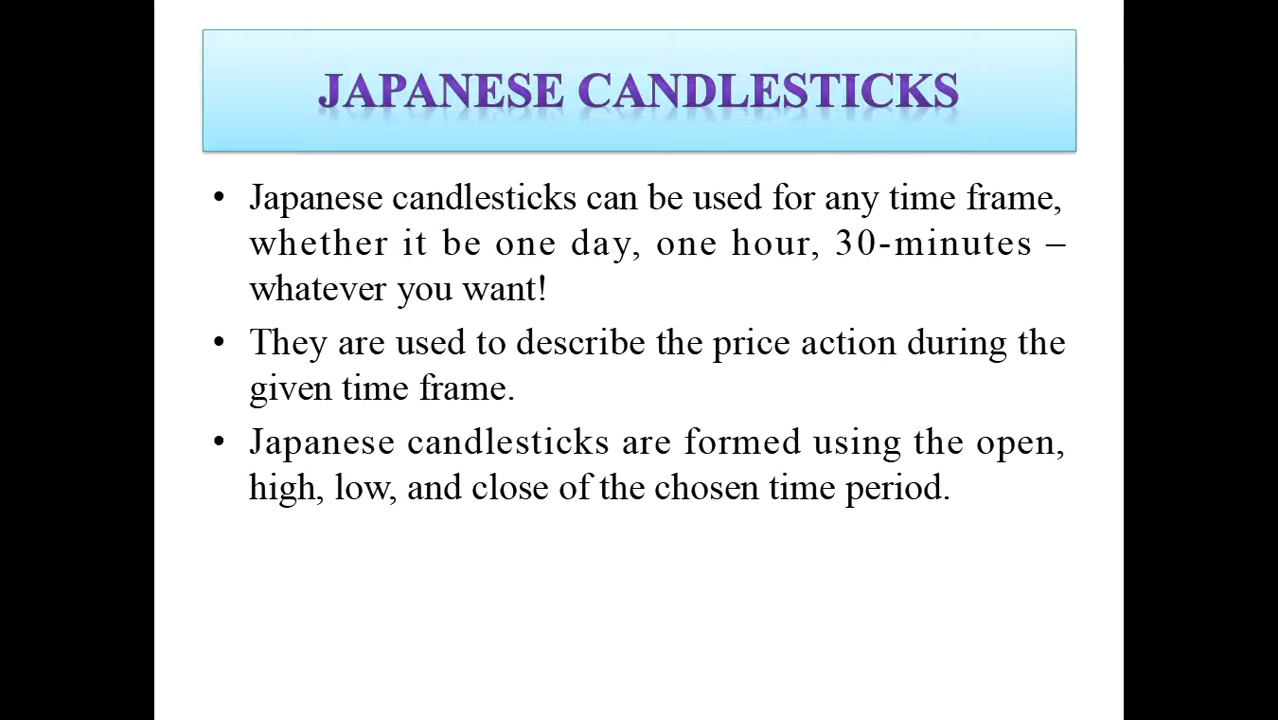 JAPANESE CANDLESTICKS
• Japanese candlesticks can be used for any time frame,
whether it be one day, one hour, 30-minutes –
whatever you want!
• They are used to describe the price action during the
given time frame.
• Japanese candlesticks are formed using the open,
high, low, and close of the chosen time period.